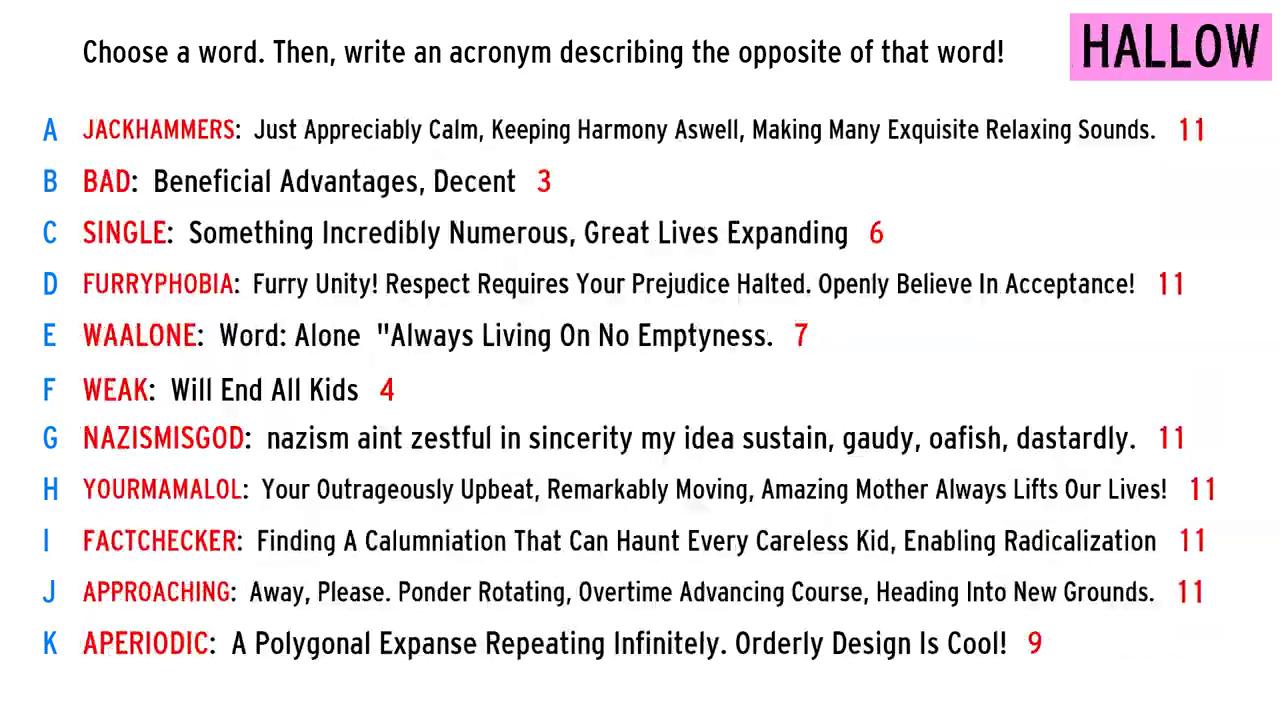 Choose a word. Then, write an acronym describing the opposite of that word!
HALLOW
A JACKHAMMERS: Just Appreciably Calm, Keeping Harmony Aswell, Making Many Exquisite Relaxing Sounds. 11
B BAD: Beneficial Advantages, Decent 3
C SINGLE: Something Incredibly Numerous, Great Lives Expanding 6
D FURRYPHOBIA: Furry Unity! Respect Requires Your Prejudice Halted. Openly Believe In Acceptance! 11
E WAALONE: Word: Alone "Always Living On No Emptyness. 7
F WEAK: Will End All Kids 4
G NAZISMISGOD: nazism aint zestful in sincerity my idea sustain, gaudy, oafish, dastardly. 11
H YOURMAMALOL: Your Outrageously Upbeat, Remarkably Moving, Amazing Mother Always Lifts Our Lives! 11
I FACTCHECKER: Finding A Calumniation That Can Haunt Every Careless Kid, Enabling Radicalization 11
J APPROACHING: Away, Please. Ponder Rotating, Overtime Advancing Course, Heading Into New Grounds. 11
K APERIODIC: A Polygonal Expanse Repeating Infinitely. Orderly Design Is Cool! 9